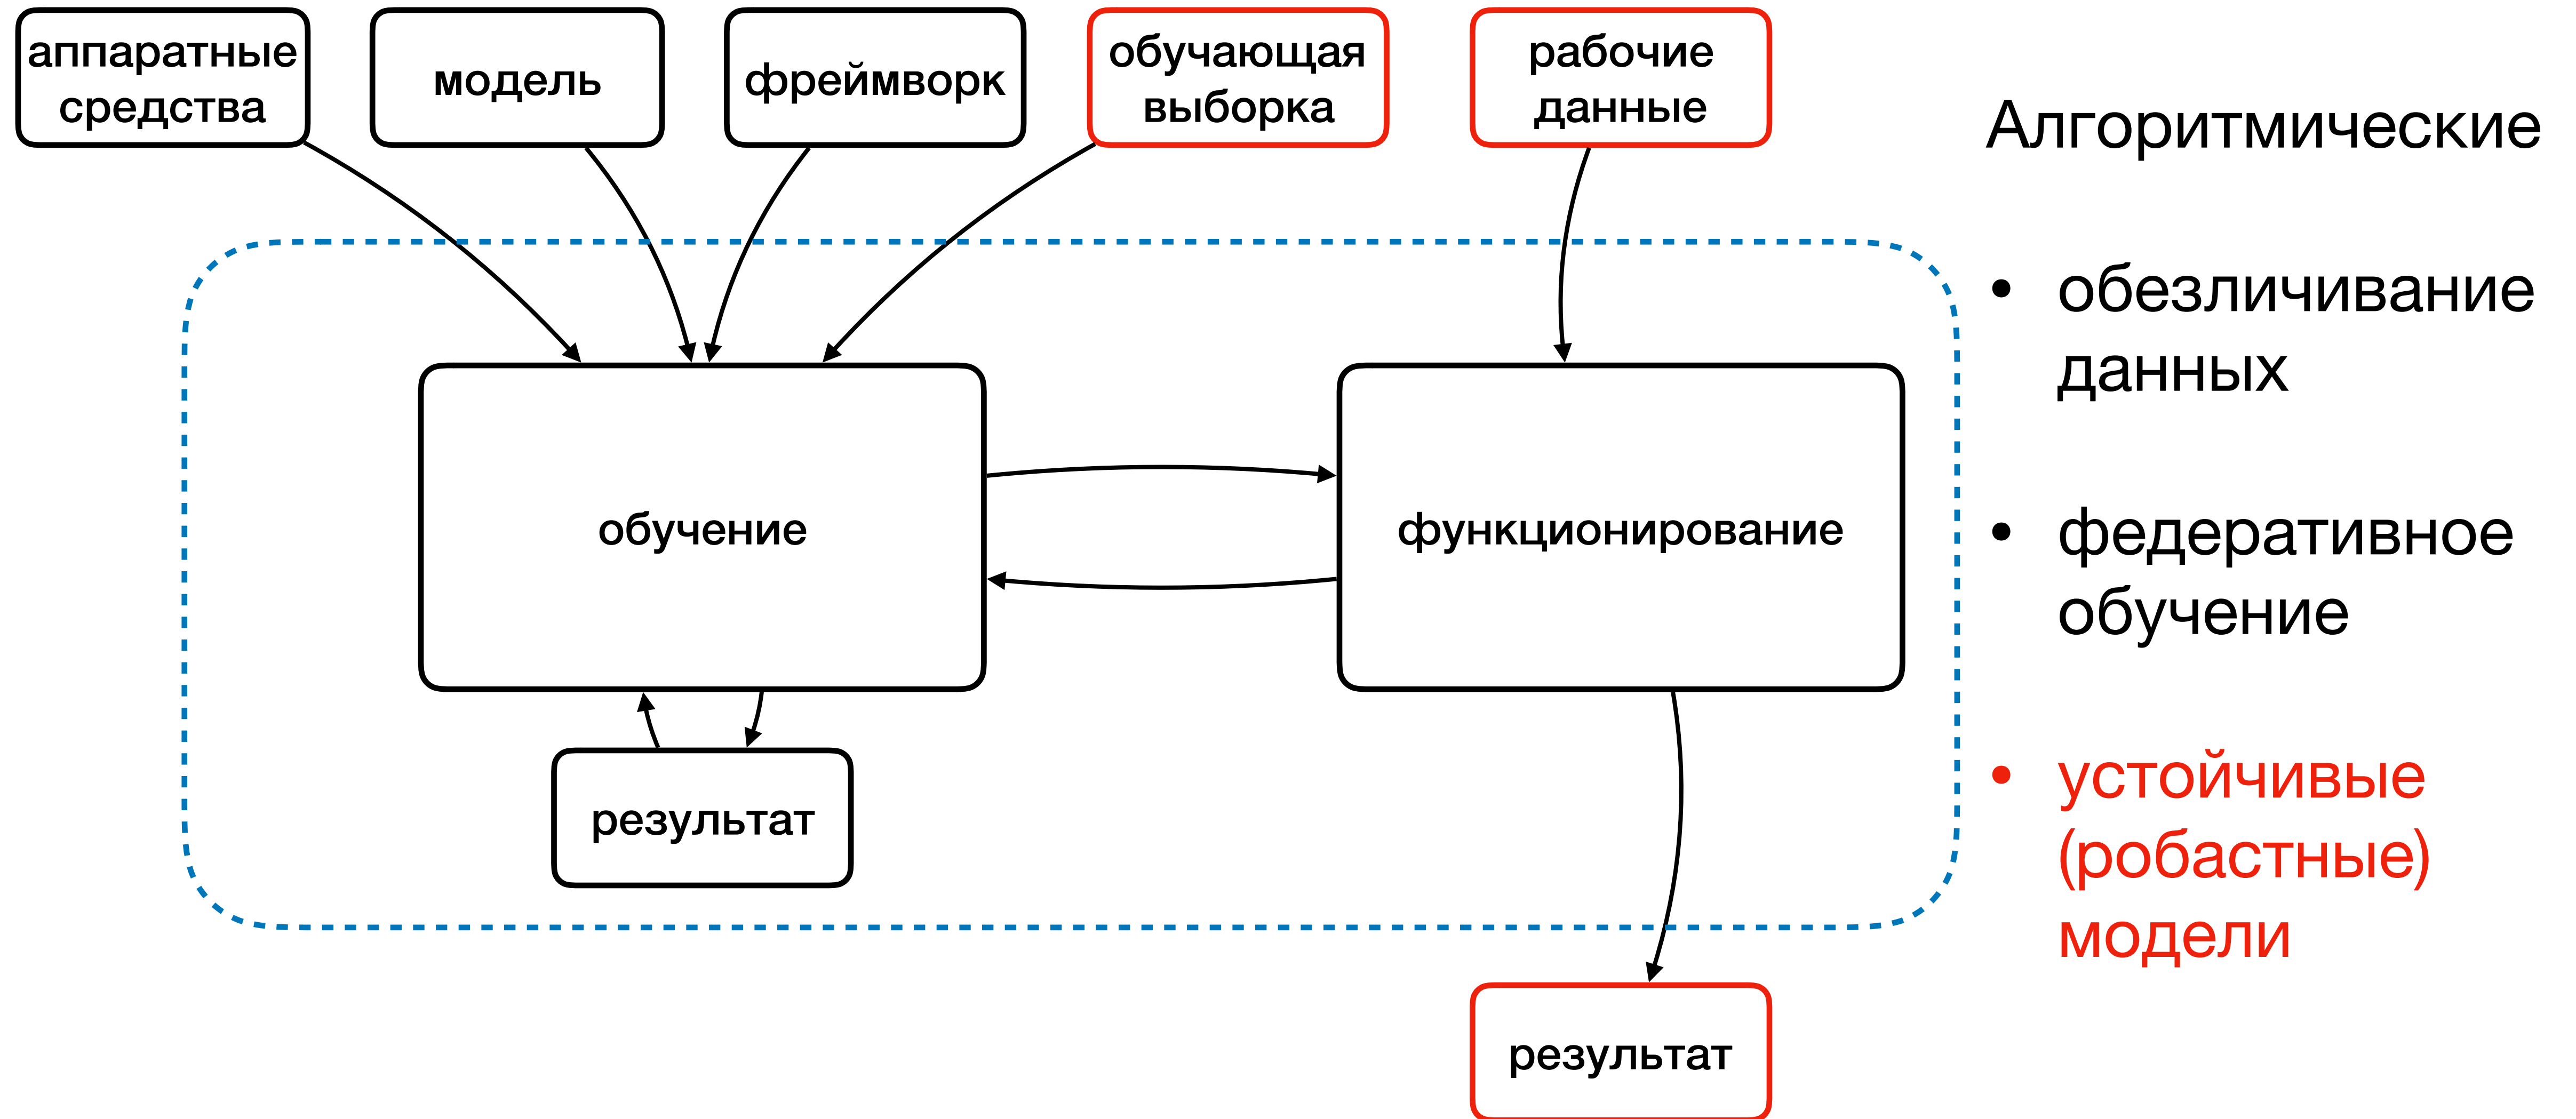 аппаратные
средства
модель
фреймворк
обучающая
выборка
рабочие
данные
обучение
функционирование
результат
результат
Алгоритмические
• обезличивание
данных
• федеративное
обучение
• устойчивые
(робастные)
модели